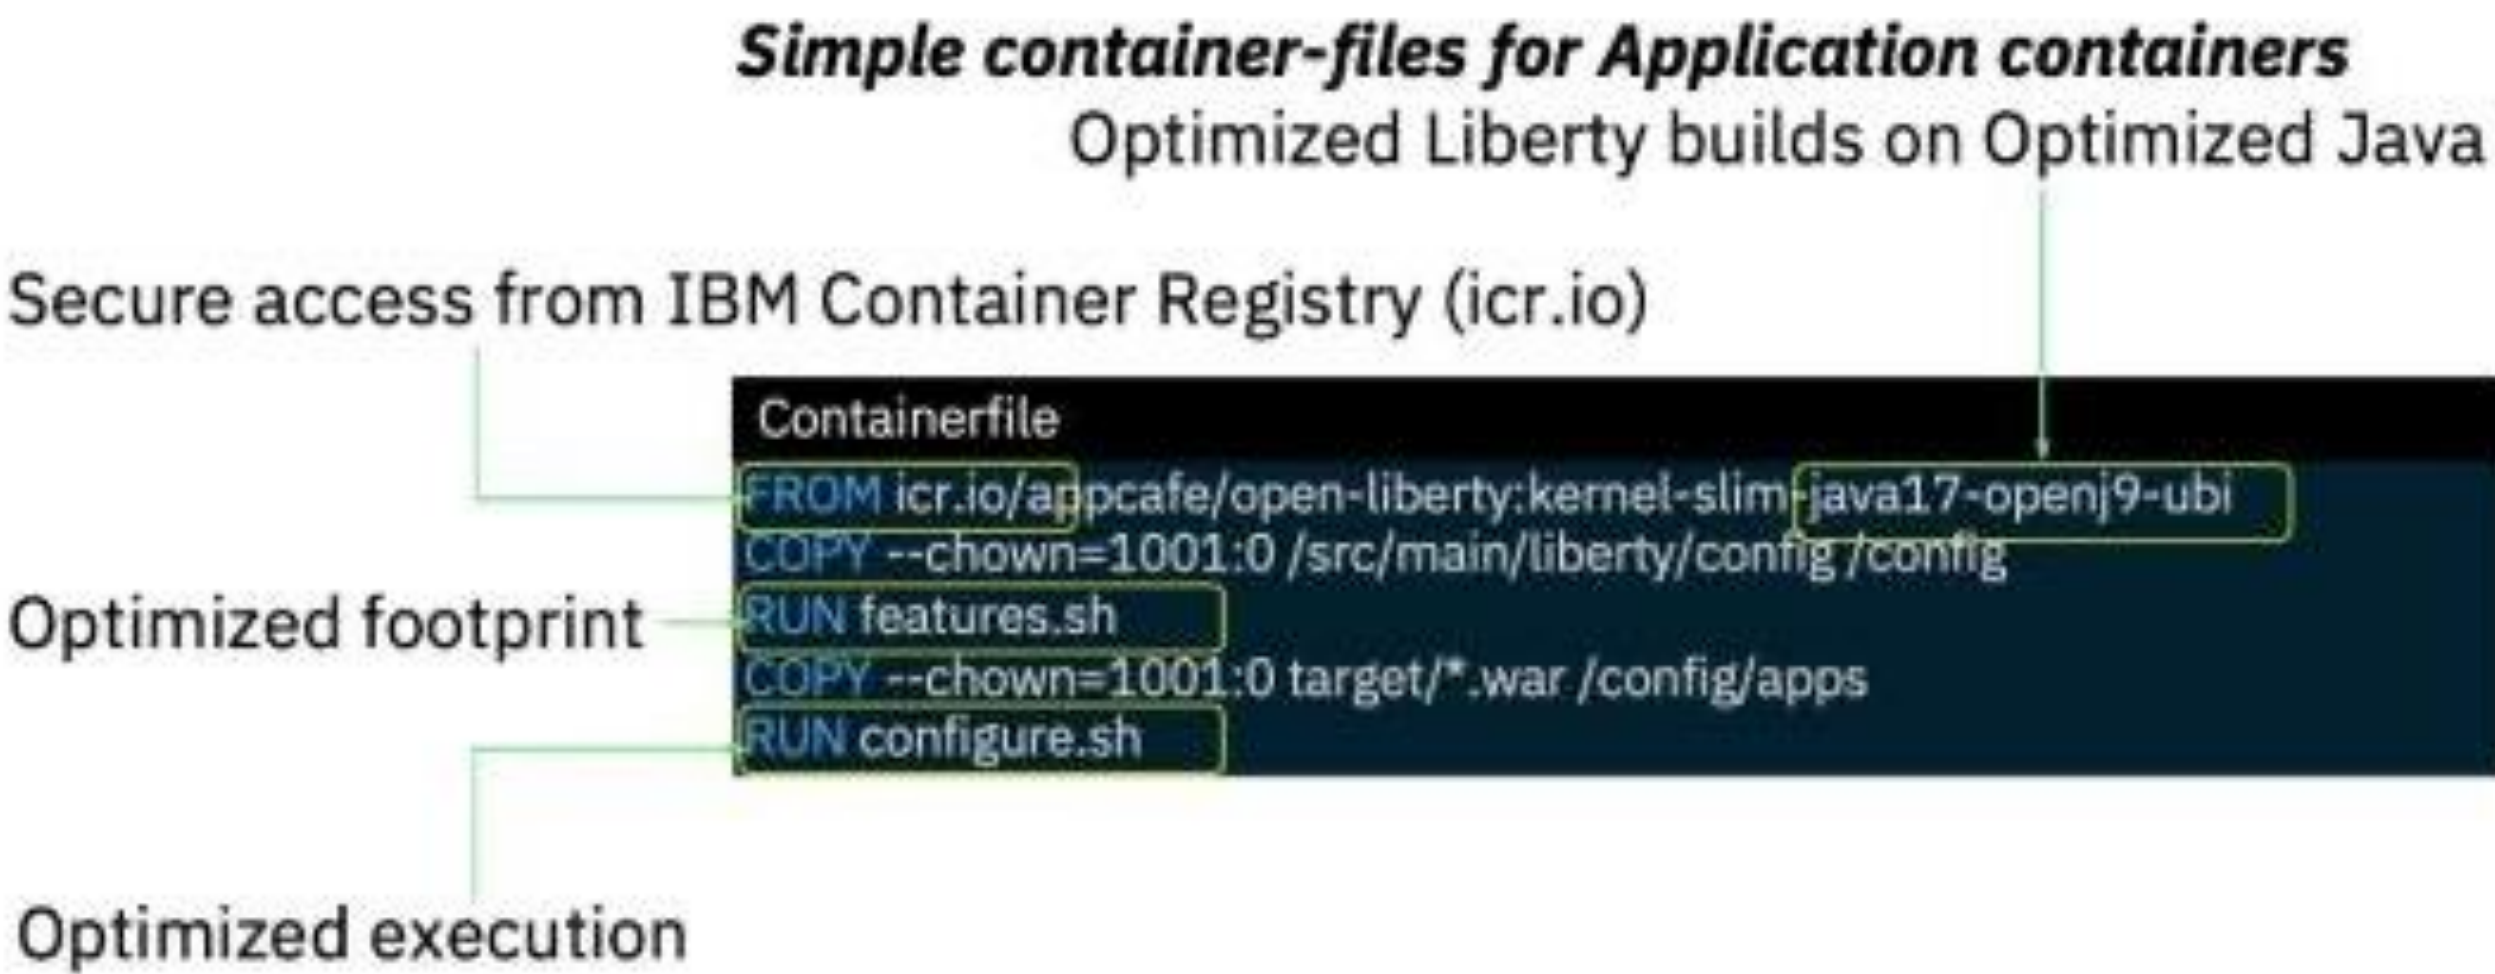 Simple container-files for Application containers
Optimized Liberty builds on Optimized Java
Secure access from IBM Container Registry (icr.io)
Containerfile
FROM icr.io/appcafe/open-liberty:kernel-slim-java17-openj9-ubi
COPY --chown=1001:0 /src/main/liberty/config /config
Optimized footprint
RUN features.sh
COPY --chown=1001:0 target/*.war /config/apps
RUN configure.sh
Optimized execution